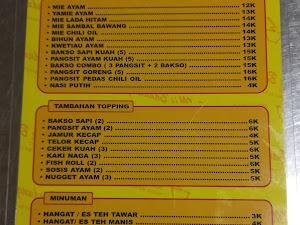 • MIE AYAM 12K
• YAMIE AYAM 13K
• MIE LADA HITAM 14K
• MIE SAMBAL BAWANG 14K
• MIE CHILI OIL 14K
• BIHUN AYAM 13K
• KWETIAU AYAM 13K
• BAKSO SAPI KUAH (5) 15K
• PANGSIT AYAM KUAH (5) 15K
• BAKSO COMBO ( 3 PANGSIT + 2 BAKSO) 15K
• PANGSIT GORENG (5) 16K
• PANGSIT PEDAS CHILI OIL 16K
• NASI PUTIH 4K
TAMBAHAN TOPPING
• BAKSO SAPI (2) 6K
• PANGSIT AYAM (2) 6K
• JAMUR KECAP 4K
• TELOR KECAP 5K
• CEKER KUAH (3) 5K
• KAKI NAGA (3) 5K
• FISH ROLL (2) 6K
• SOSIS AYAM (2) 4K
• NUGGET AYAM (3) 4K
MINUMAN
• HANGAT/ ES TEH TAWAR 3K
• HANGAT / ES TEH MANIS 4K